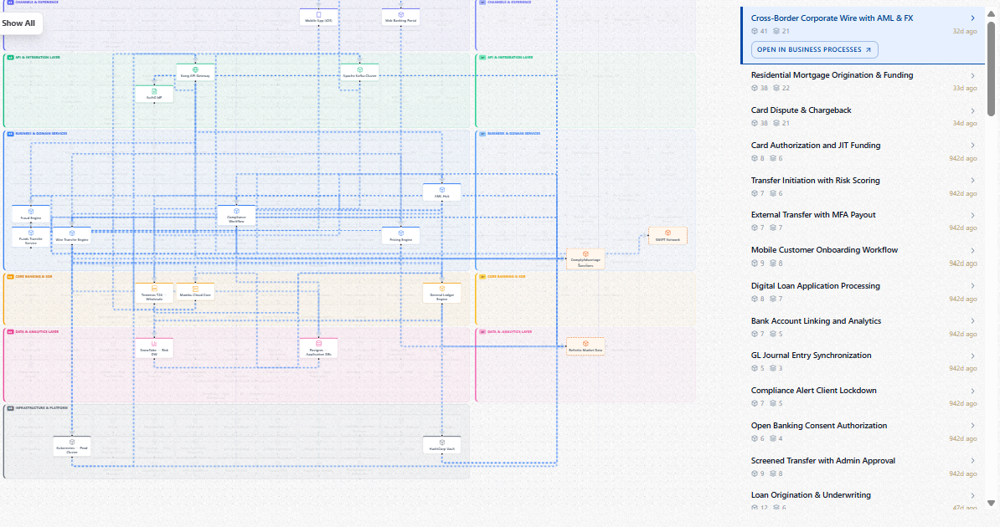 CHANNELS & EXPERIENCE
Show All
Mobile App (iOS)
Web Banking Portal
API & INTEGRATION LAYER
API & INTEGRATION LAYER
Kong API Gateway
Apache Kafka Cluster
Auth0 IdP
BUSINESS & DOMAIN SERVICES
BUSINESS & DOMAIN SERVICES
AML Hub
Fraud Engine
Compliance Workflow
Funds Transfer Service
Wire Transfer Engine
Pricing Engine
SWIFT Network
ComplyAdvantage Sanctions
CORE BANKING & SOR
CORE BANKING & SOR
Temenos T24 Wholesale
Mambu Cloud Core
General Ledger Engine
DATA & ANALYTICS LAYER
DATA & ANALYTICS LAYER
Snowflake Risk DW
Postgres Application DBs
Refinitiv Market Data
INFRASTRUCTURE & PLATFORM
Kubernetes Prod Cluster
HashiCorp Vault
Cross-Border Corporate Wire with AML & FX
41 21 32d ago
OPEN IN BUSINESS PROCESSES
Residential Mortgage Origination & Funding
38 22 33d ago
Card Dispute & Chargeback
38 21 34d ago
Card Authorization and JIT Funding
8 6 942d ago
Transfer Initiation with Risk Scoring
7 6 942d ago
External Transfer with MFA Payout
7 7 942d ago
Mobile Customer Onboarding Workflow
9 8 942d ago
Digital Loan Application Processing
8 7 942d ago
Bank Account Linking and Analytics
7 5 942d ago
GL Journal Entry Synchronization
5 3 942d ago
Compliance Alert Client Lockdown
7 5 942d ago
Open Banking Consent Authorization
6 4 942d ago
Screened Transfer with Admin Approval
9 8 942d ago
Loan Origination & Underwriting
12 6 47d ago